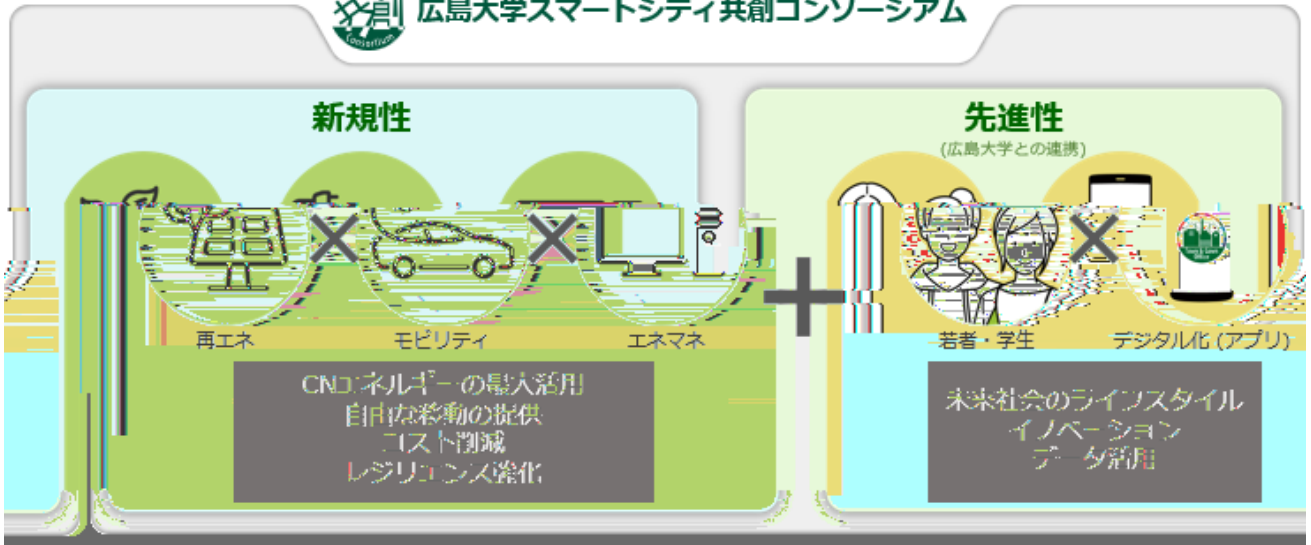 共創 広島大学スマートシティ共創コンソーシアム
Consortium
新規性
先進性
(広島大学との連携)
再エネ
モビリティ
エネマネ
若者・学生
デジタル化 (アプリ)
CNエネルギーの最大活用
自由な移動の提供
コスト削減
レジリエンス強化
未来社会のライフスタイル
イノベーション
データ活用